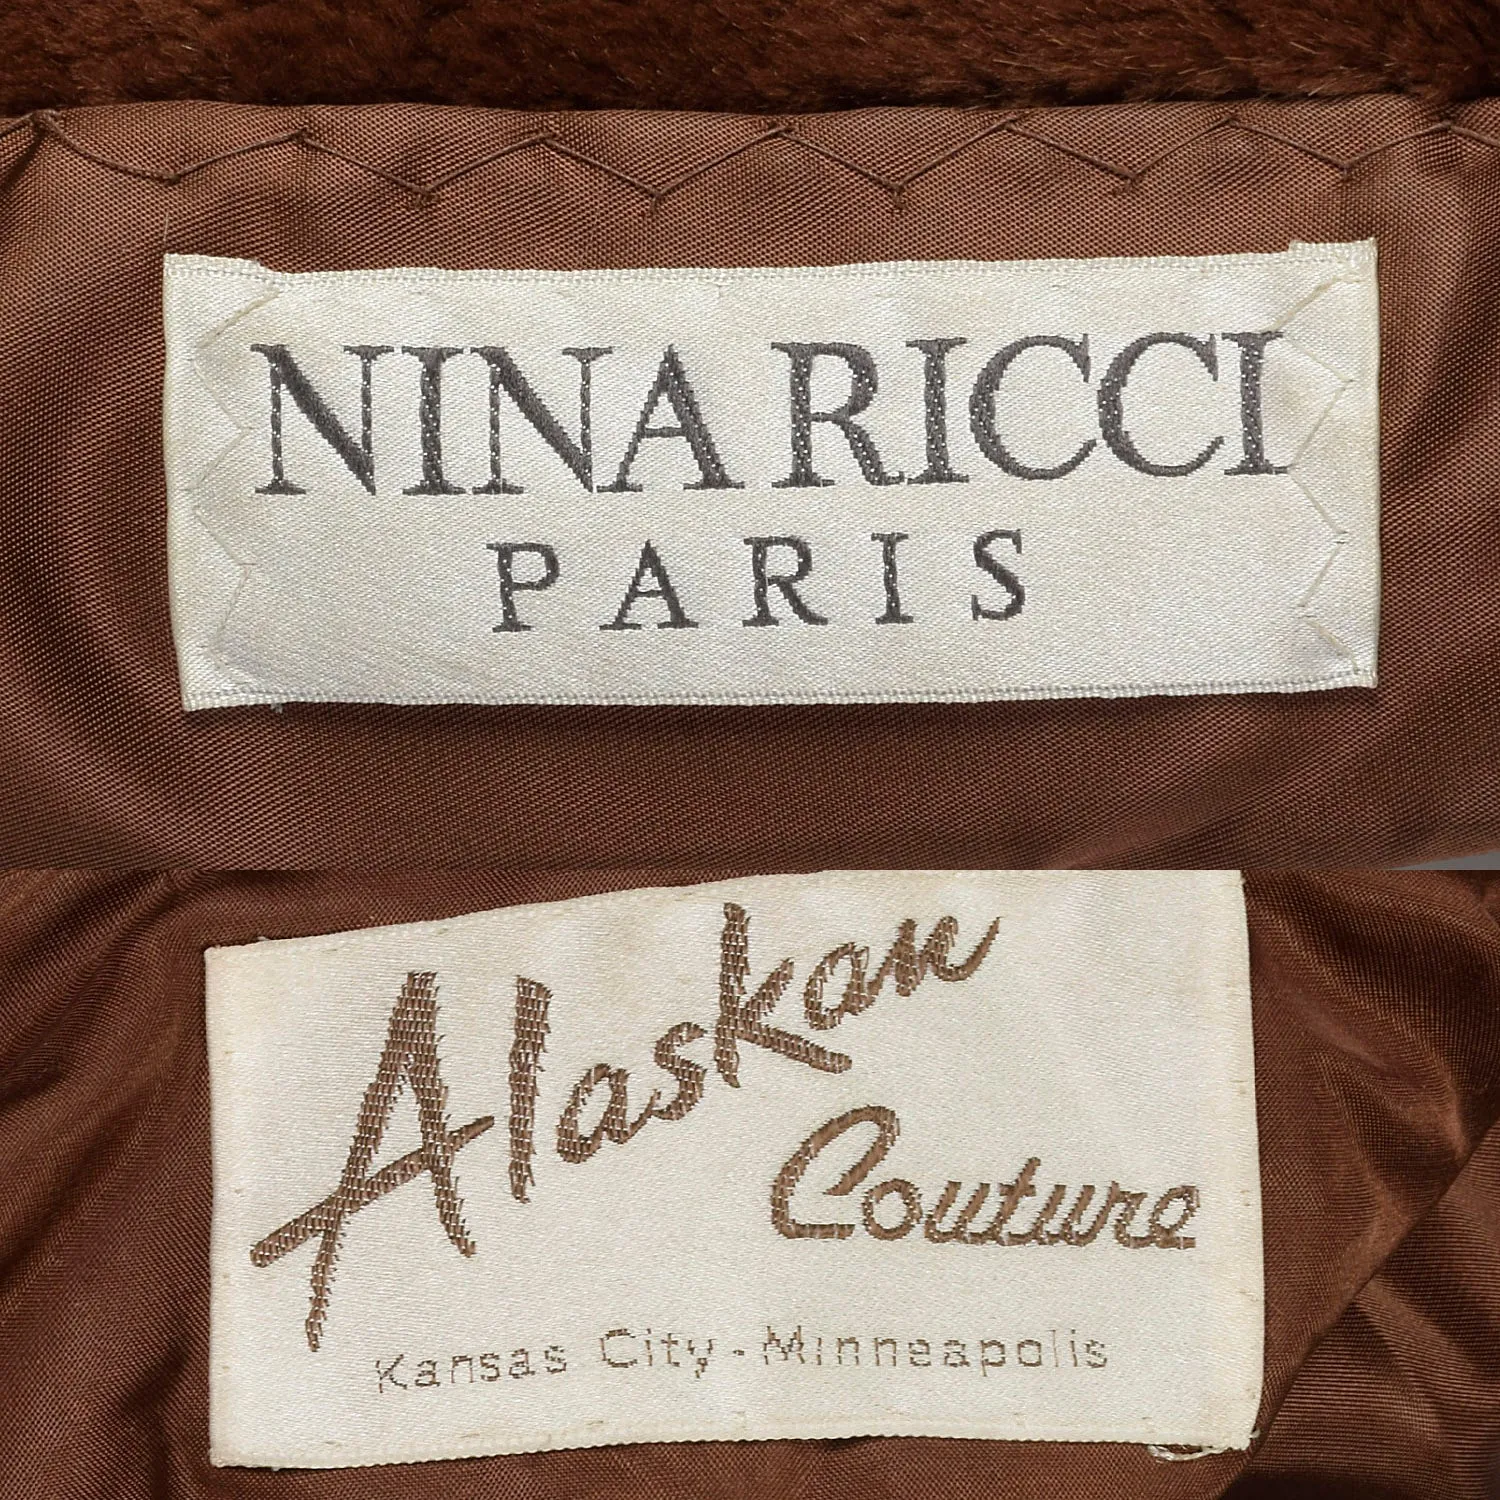 NINA RICCI
PARIS
Alaskan
Couture
Kansas City - Minneapolis